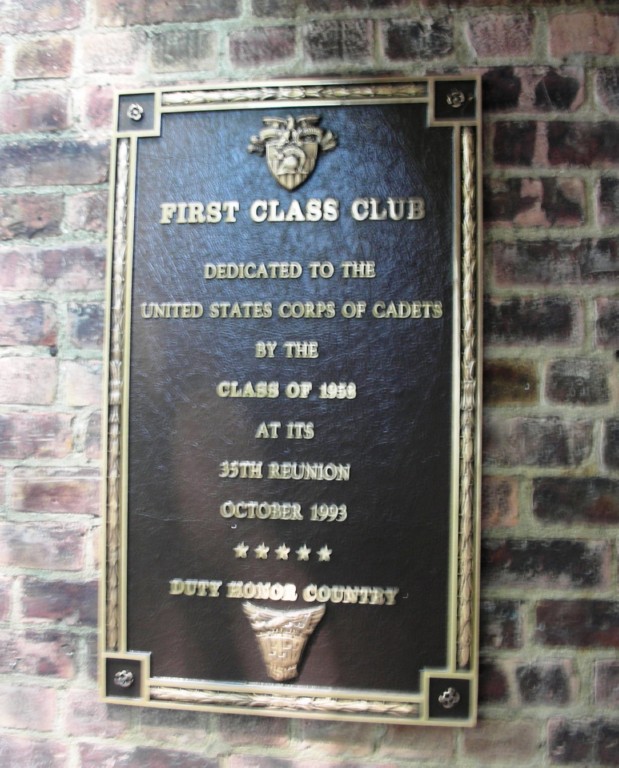 FIRST CLASS CLUB
DEDICATED TO THE
UNITED STATES CORPS OF CADETS
BY THE
CLASS OF 1958
AT ITS
35TH REUNION
OCTOBER 1993
DUTY HONOR COUNTRY